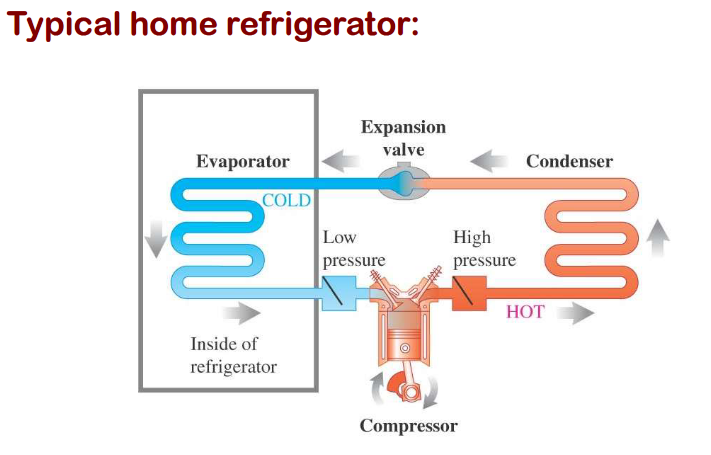 Typical home refrigerator:
Expansion
valve
Evaporator
Condenser
COLD
Low
pressure
High
pressure
HOT
Inside of
refrigerator
Compressor